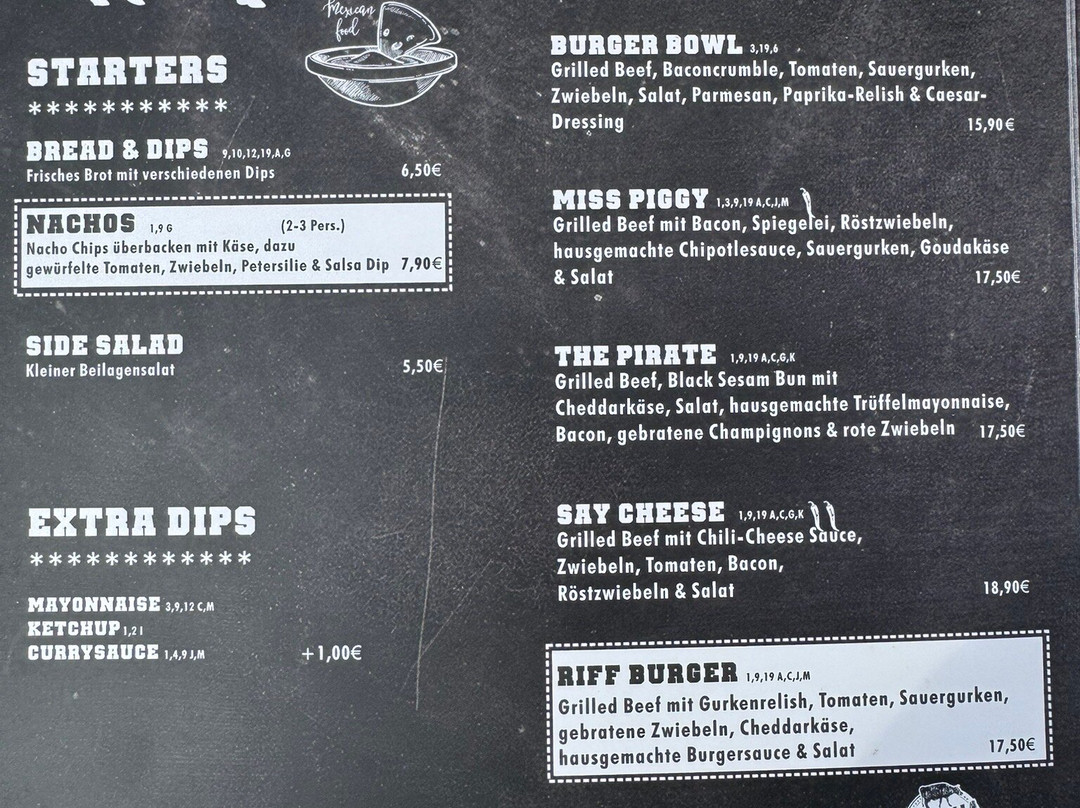 Mexican
food
STARTERS
***********
BREAD & DIPS 9,10,12,19,A,G
Frisches Brot mit verschiedenen Dips 6,50€
NACHOS 1,9 G (2-3 Pers.)
Nacho Chips überbacken mit Käse, dazu
gewürfelte Tomaten, Zwiebeln, Petersilie & Salsa Dip 7,90€
SIDE SALAD
Kleiner Beilagensalat 5,50€
EXTRA DIPS
************
MAYONNAISE 3,9,12 C,M
KETCHUP 1,2 I
CURRYSAUCE 1,4,9 J,M +1,00€
BURGER BOWL 3,19,6
Grilled Beef, Baconcrumble, Tomaten, Sauergurken,
Zwiebeln, Salat, Parmesan, Paprika-Relish & Caesar-
Dressing 15,90€
MISS PIGGY 1,3,9,19 A,C,J,M
Grilled Beef mit Bacon, Spiegelei, Röstzwiebeln,
hausgemachte Chipotlesauce, Sauergurken, Goudakäse
& Salat 17,50€
THE PIRATE 1,9,19 A,C,G,K
Grilled Beef, Black Sesam Bun mit
Cheddarkäse, Salat, hausgemachte Trüffelmayonnaise,
Bacon, gebratene Champignons & rote Zwiebeln 17,50€
SAY CHEESE 1,9,19 A,C,G,K
Grilled Beef mit Chili-Cheese Sauce,
Zwiebeln, Tomaten, Bacon,
Röstzwiebeln & Salat 18,90€
RIFF BURGER 1,9,19 A,C,J,M
Grilled Beef mit Gurkenrelish, Tomaten, Sauergurken,
gebratene Zwiebeln, Cheddarkäse,
hausgemachte Burgersauce & Salat 17,50€